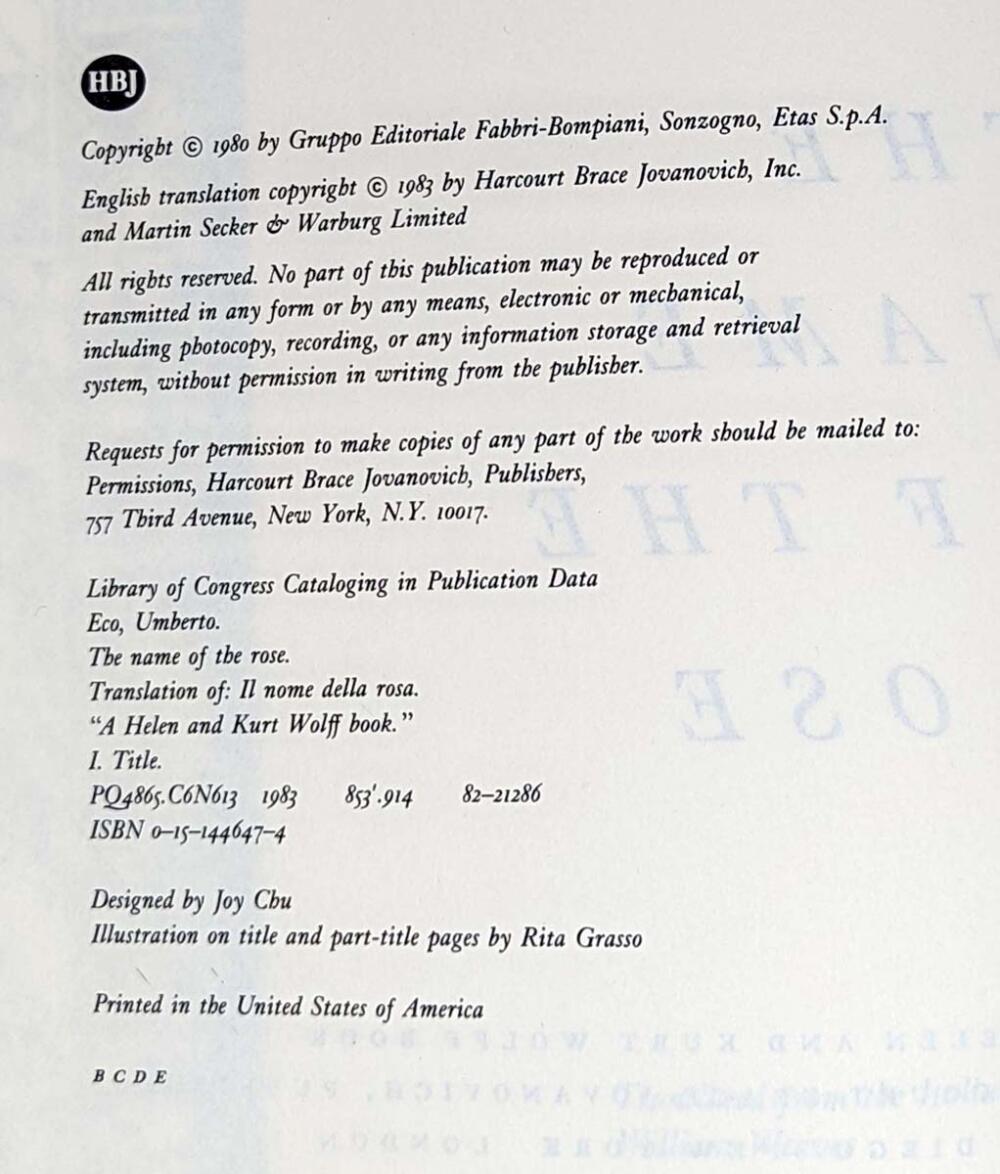 HBJ
Copyright © 1980 by Gruppo Editoriale Fabbri-Bompiani, Sonzogno, Etas S.p.A.
English translation copyright © 1983 by Harcourt Brace Jovanovich, Inc.
and Martin Secker & Warburg Limited
All rights reserved. No part of this publication may be reproduced or
transmitted in any form or by any means, electronic or mechanical,
including photocopy, recording, or any information storage and retrieval
system, without permission in writing from the publisher.
Requests for permission to make copies of any part of the work should be mailed to:
Permissions, Harcourt Brace Jovanovich, Publishers,
757 Third Avenue, New York, N.Y. 10017.
Library of Congress Cataloging in Publication Data
Eco, Umberto.
The name of the rose.
Translation of: Il nome della rosa.
“A Helen and Kurt Wolff book.”
I. Title.
PQ4865.C6N613 1983 853'.914 82–21286
ISBN 0–15–144647–4
Designed by Joy Chu
Illustration on title and part-title pages by Rita Grasso
Printed in the United States of America
B C D E